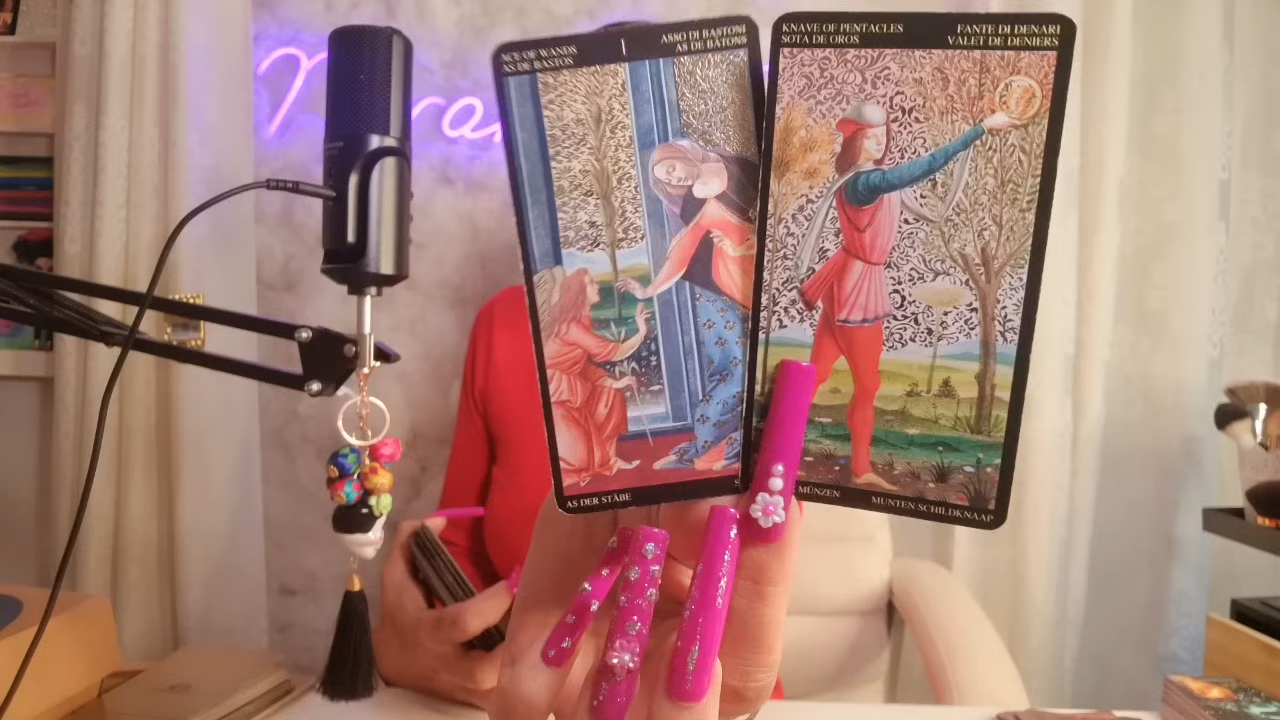 ACE OF WANDS
AS DE BASTOS
I
ASSO DI BASTONI
AS DE BATONS
AS DER STÄBE
KNAVE OF PENTACLES
SOTA DE OROS
FANTE DI DENARI
VALET DE DENIERS
MÜNZEN
MUNTEN SCHILDKNAAP